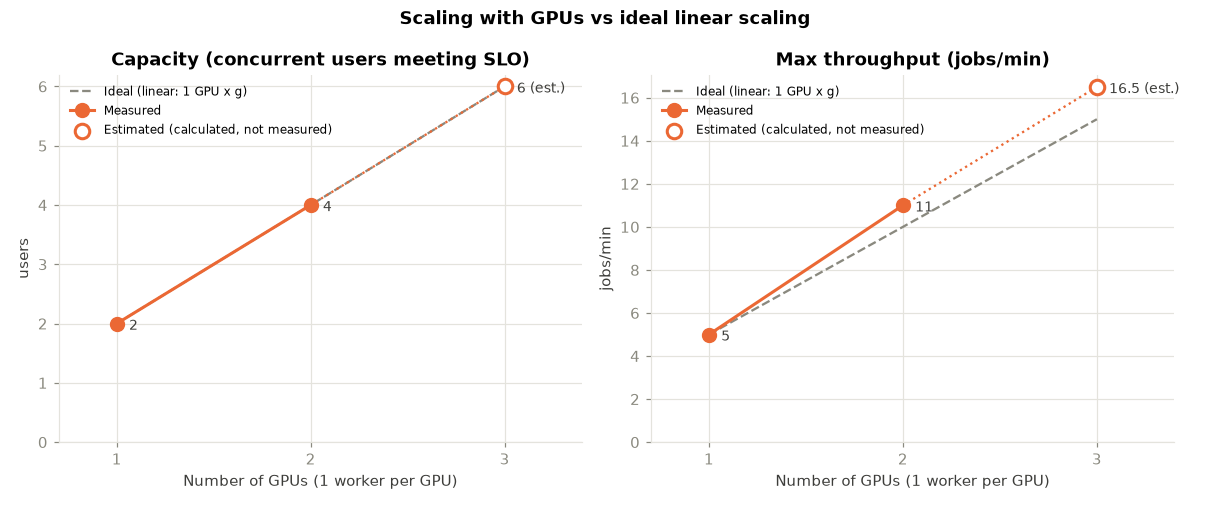 Scaling with GPUs vs ideal linear scaling
Capacity (concurrent users meeting SLO)
Ideal (linear: 1 GPU x g)
Measured
Estimated (calculated, not measured)
6 (est.)
4
2
6
5
4
3
2
1
0
users
1
2
3
Number of GPUs (1 worker per GPU)
Max throughput (jobs/min)
Ideal (linear: 1 GPU x g)
Measured
Estimated (calculated, not measured)
16.5 (est.)
11
5
16
14
12
10
8
6
4
2
0
jobs/min
1
2
3
Number of GPUs (1 worker per GPU)